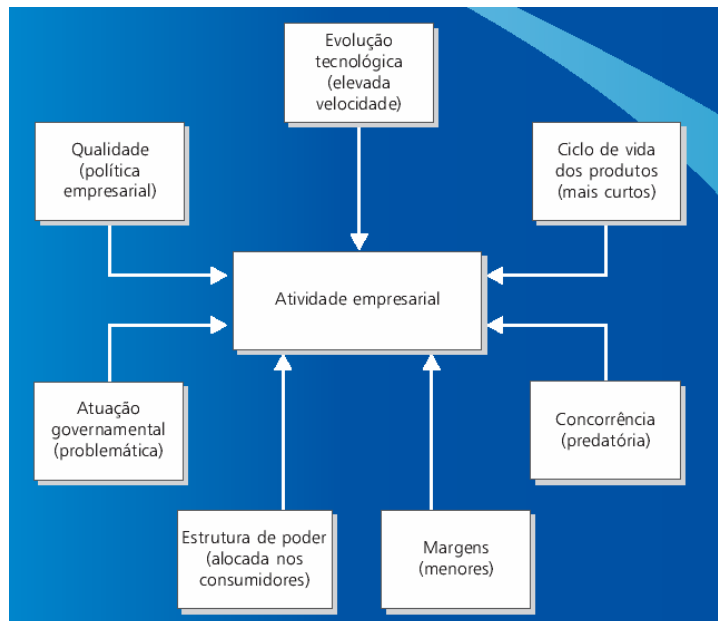 Evolução
tecnológica
(elevada
velocidade)
Qualidade
(política
empresarial)
Ciclo de vida
dos produtos
(mais curtos)
Atividade empresarial
Atuação
governamental
(problemática)
Concorrência
(predatória)
Estrutura de poder
(alocada nos
consumidores)
Margens
(menores)